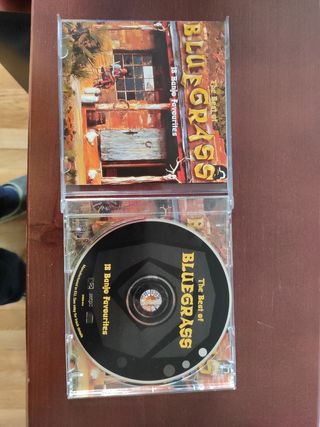 The Best of
BLUEGRASS
18 Banjo Favourites
The Best of
BLUEGRASS
18 Banjo Favourites